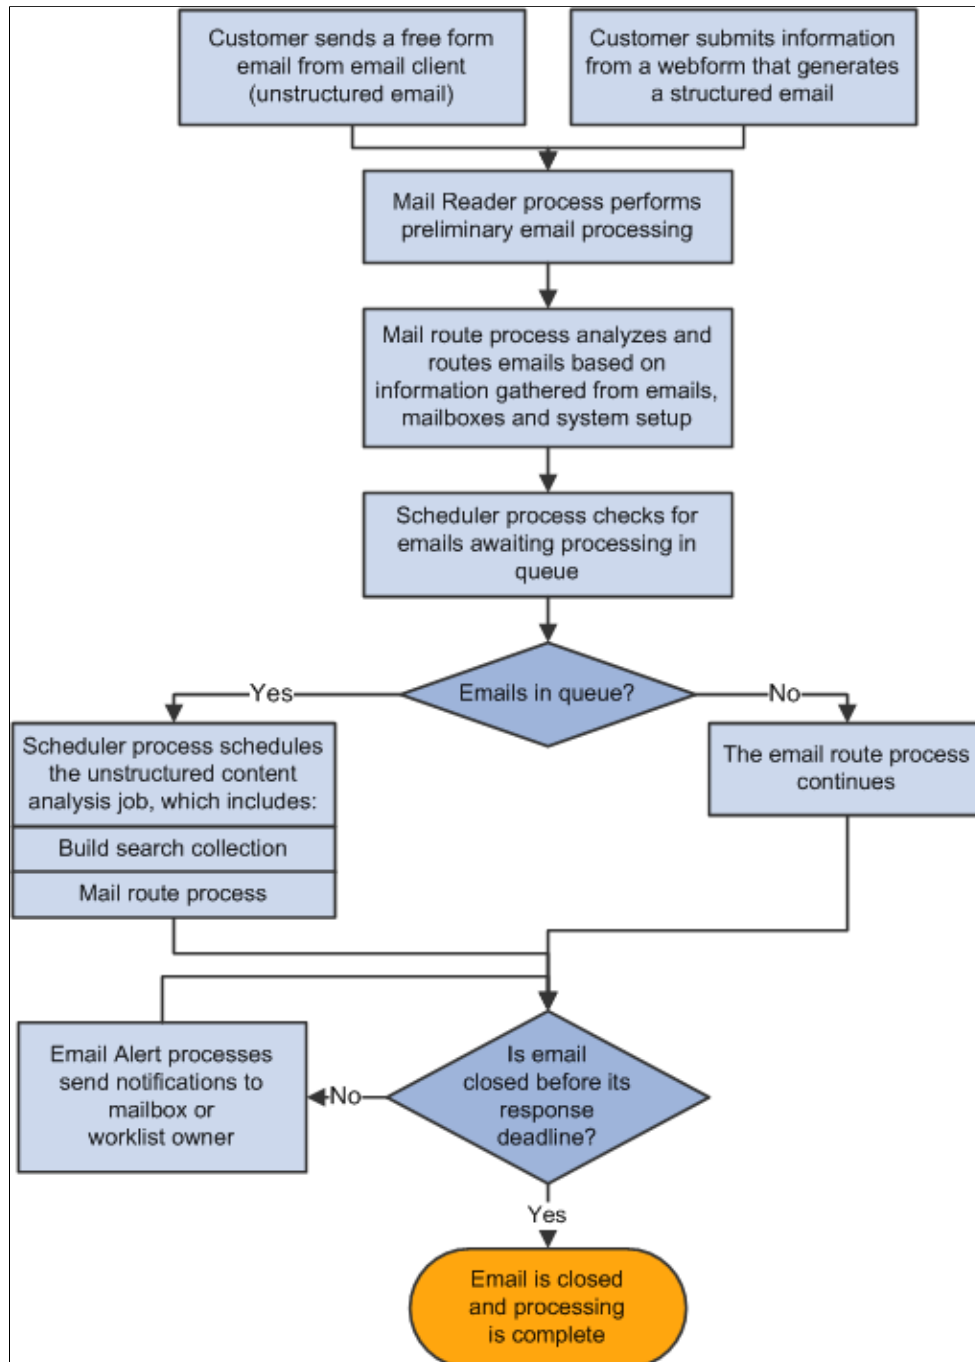 Customer sends a free form
email from email client
(unstructured email)
Customer submits information
from a webform that generates
a structured email
Mail Reader process performs
preliminary email processing
Mail route process analyzes and
routes emails based on
information gathered from emails,
mailboxes and system setup
Scheduler process checks for
emails awaiting processing in
queue
Emails in queue?
Yes
No
Scheduler process schedules
the unstructured content
analysis job, which includes:
Build search collection
Mail route process
The email route process
continues
Is email
closed before its
response
deadline?
No
Email Alert processes
send notifications to
mailbox or
worklist owner
Yes
Email is closed
and processing
is complete